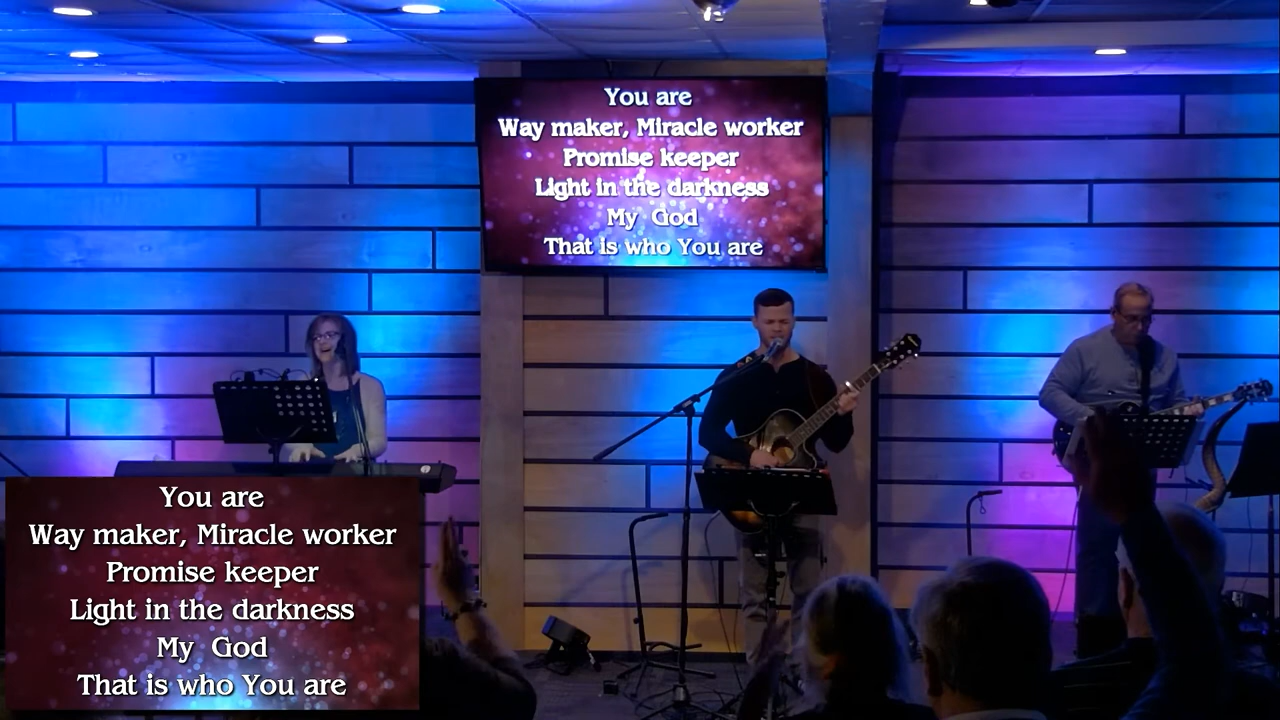 You are
Way maker, Miracle worker
Promise keeper
Light in the darkness
My God
That is who You are
You are
Way maker, Miracle worker
Promise keeper
Light in the darkness
My God
That is who You are